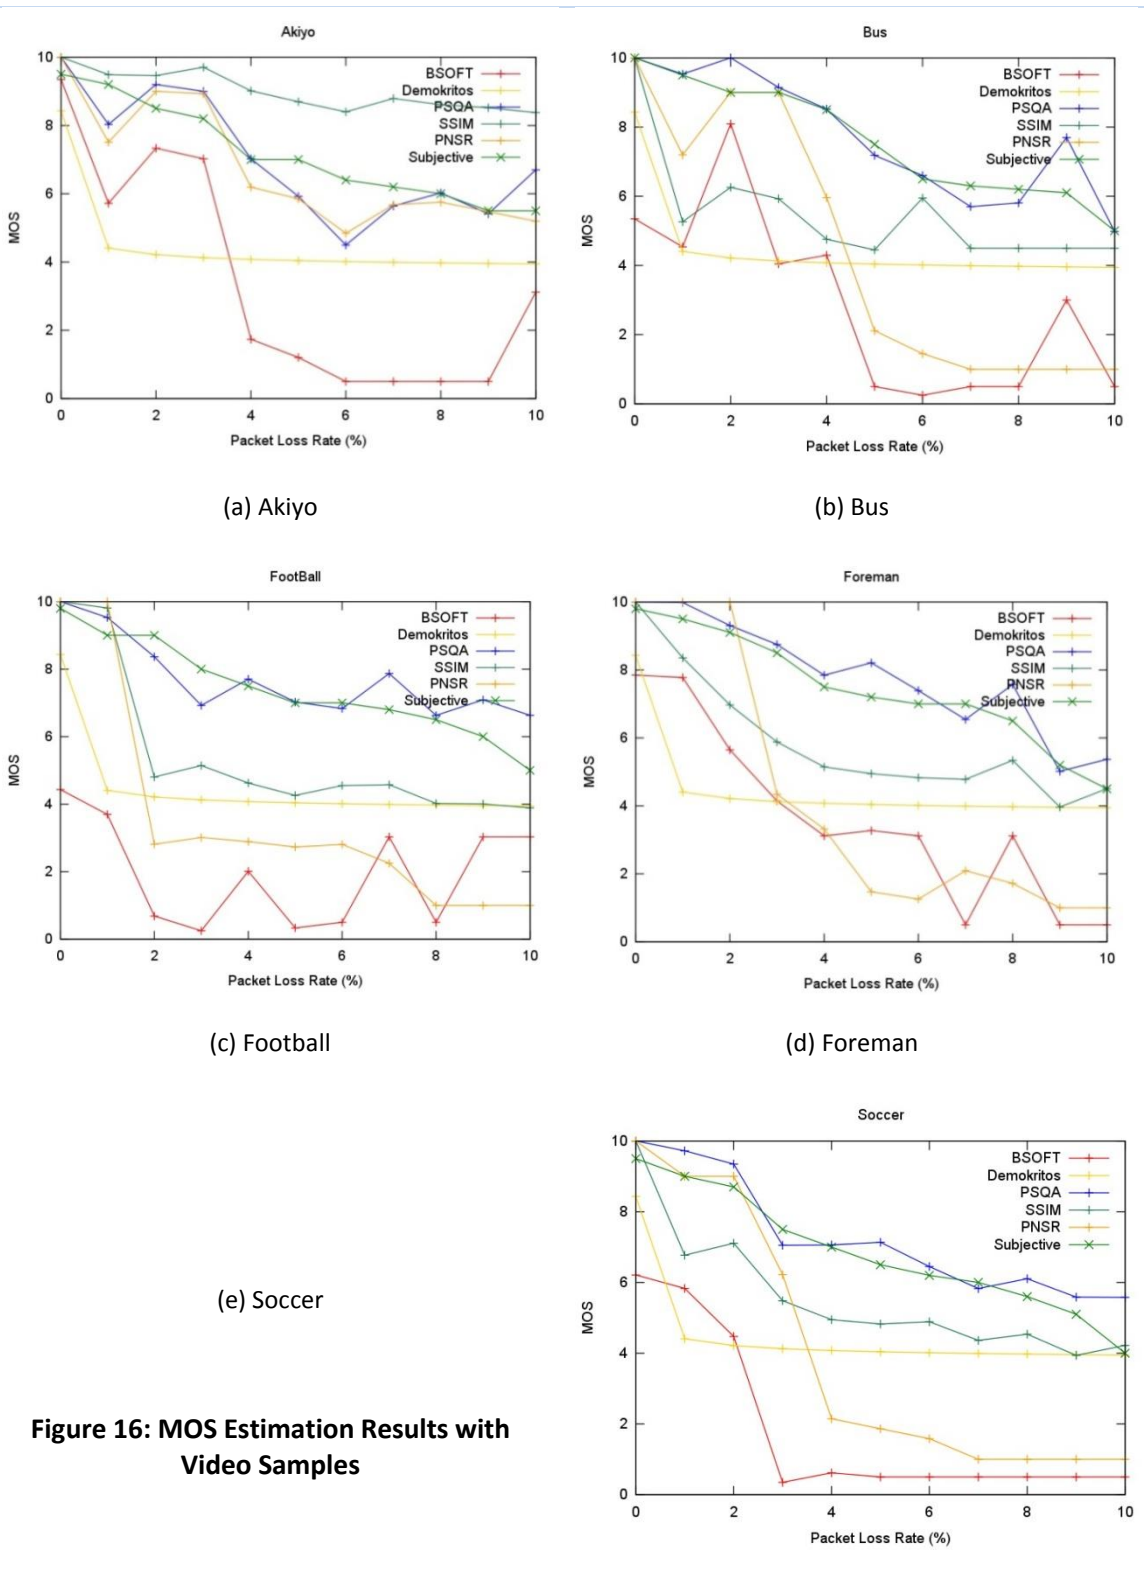 Akiyo
10
8
6
4
2
0
MOS
BSOFT
Demokritos
PSQA
SSIM
PNSR
Subjective
0 2 4 6 8 10
Packet Loss Rate (%)
(a) Akiyo
Bus
10
8
6
4
2
0
MOS
BSOFT
Demokritos
PSQA
SSIM
PNSR
Subjective
0 2 4 6 8 10
Packet Loss Rate (%)
(b) Bus
FootBall
10
8
6
4
2
0
MOS
BSOFT
Demokritos
PSQA
SSIM
PNSR
Subjective
0 2 4 6 8 10
Packet Loss Rate (%)
(c) Football
Foreman
10
8
6
4
2
0
MOS
BSOFT
Demokritos
PSQA
SSIM
PNSR
Subjective
0 2 4 6 8 10
Packet Loss Rate (%)
(d) Foreman
(e) Soccer
Soccer
10
8
6
4
2
0
MOS
BSOFT
Demokritos
PSQA
SSIM
PNSR
Subjective
0 2 4 6 8 10
Packet Loss Rate (%)
Figure 16: MOS Estimation Results with
Video Samples